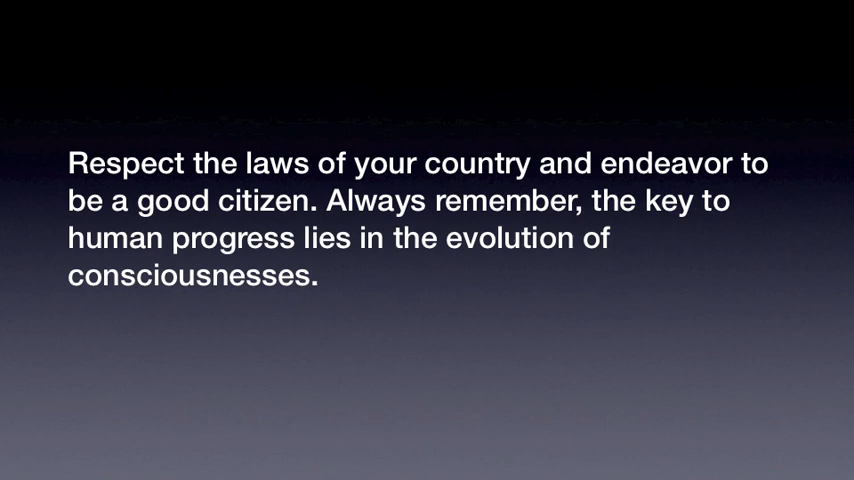 Respect the laws of your country and endeavor to
be a good citizen. Always remember, the key to
human progress lies in the evolution of
consciousnesses.